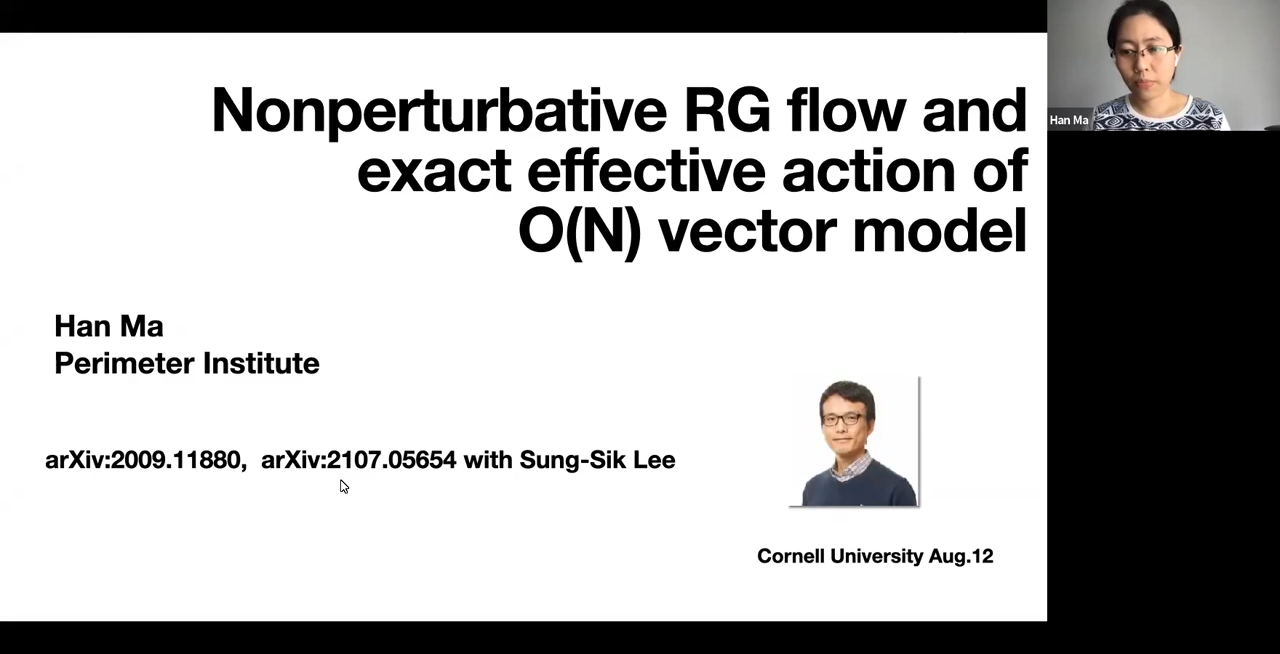 Nonperturbative RG flow and
exact effective action of
O(N) vector model
Han Ma
Han Ma
Perimeter Institute
arXiv:2009.11880,  arXiv:2107.05654 with Sung-Sik Lee
Cornell University Aug.12